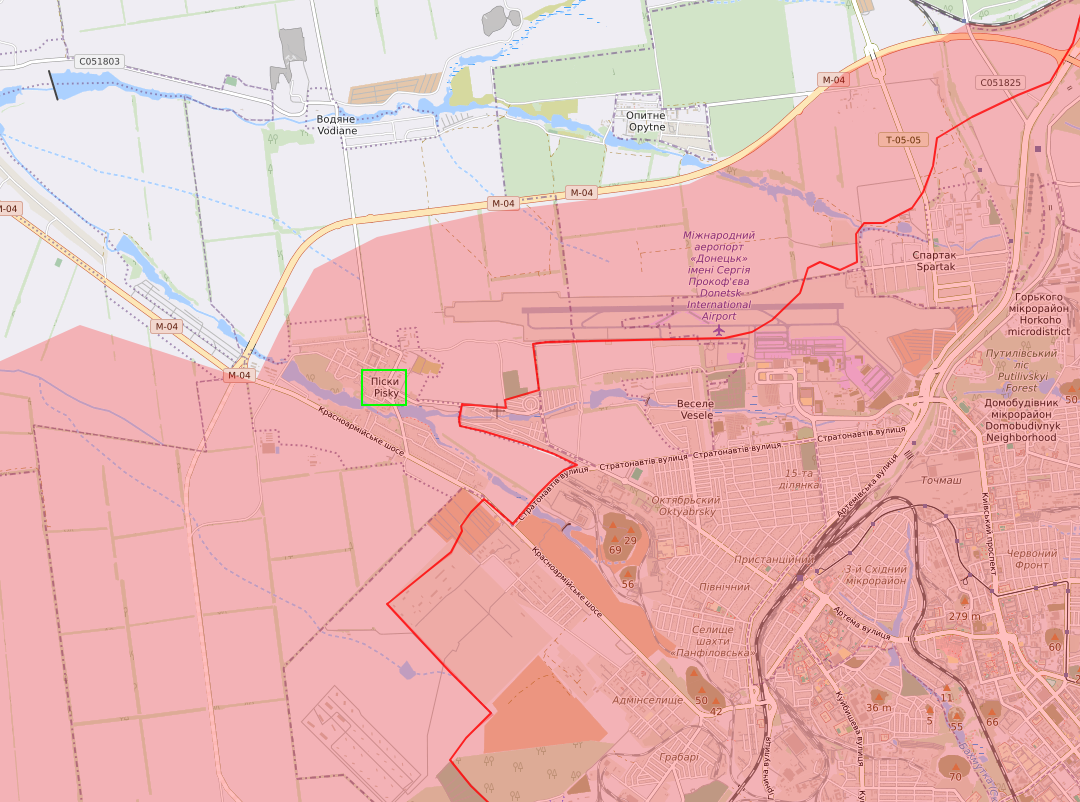 C051803
M-04
C051825
Водяне
Vodiane
Опитне
Opytne
T-05-05
M-04
M-04
M-04
Міжнародний
аеропорт
«Донецьк»
імені Сергія
Прокоф'єва
Donetsk
International
Airport
Спартак
Spartak
Горького
мікрорайон
Horkoho
microdistrict
M-04
Путилівський
ліс
Putilivskyi
Forest
M-04
Піски
Pisky
Веселе
Vesele
Домобудівник
мікрорайон
Domobudivnyk
Neighborhood
50
Красноармійське шосе
Стратонавтів вулиця
Стратонавтів вулиця
Стратонавтів вулиця
Стратонавтів вулиця
15-та
ділянка
Точмаш
Артемівська вулиця
Київський проспект
Октябрьский
Oktyabrsky
29
69
56
Красноармійське шосе
Пристанційний
Північний
3-й Східний
мікрорайон
Червоний
Фронт
279 m
Артема вулиця
60
Селище
шахти
«Панфіловська»
Адмінселище
50
42
36 m
11
5
55
66
Куйбишева вулиця
Грабарі
70